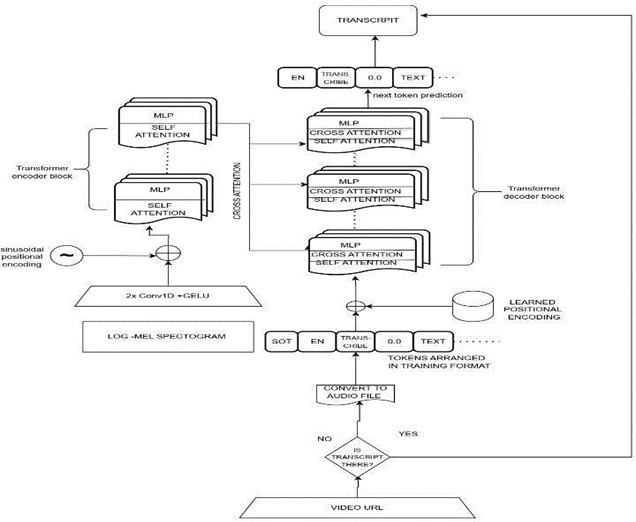 TRANSCRPIT
EN
TRANS-
CRIBE
0.0
TEXT
next token prediction
MLP
SELF
ATTENTION
MLP
CROSS ATTENTION
SELF ATTENTION
Transformer
encoder block
CROSS ATTENTION
MLP
SELF
ATTENTION
MLP
CROSS ATTENTION
SELF ATTENTION
Transformer
decoder block
sinusoidal
positional
encoding
~
MLP
CROSS ATTENTION
SELF ATTENTION
2x Conv1D +GELU
LEARNED
POSITIONAL
ENCODING
LOG -MEL SPECTOGRAM
SOT
EN
TRANS-
CRIBE
0.0
TEXT
TOKENS ARRANGED
IN TRAINING FORMAT
CONVERT TO
AUDIO FILE
NO
YES
IS
TRANSCRIPT
THERE?
VIDEO URL